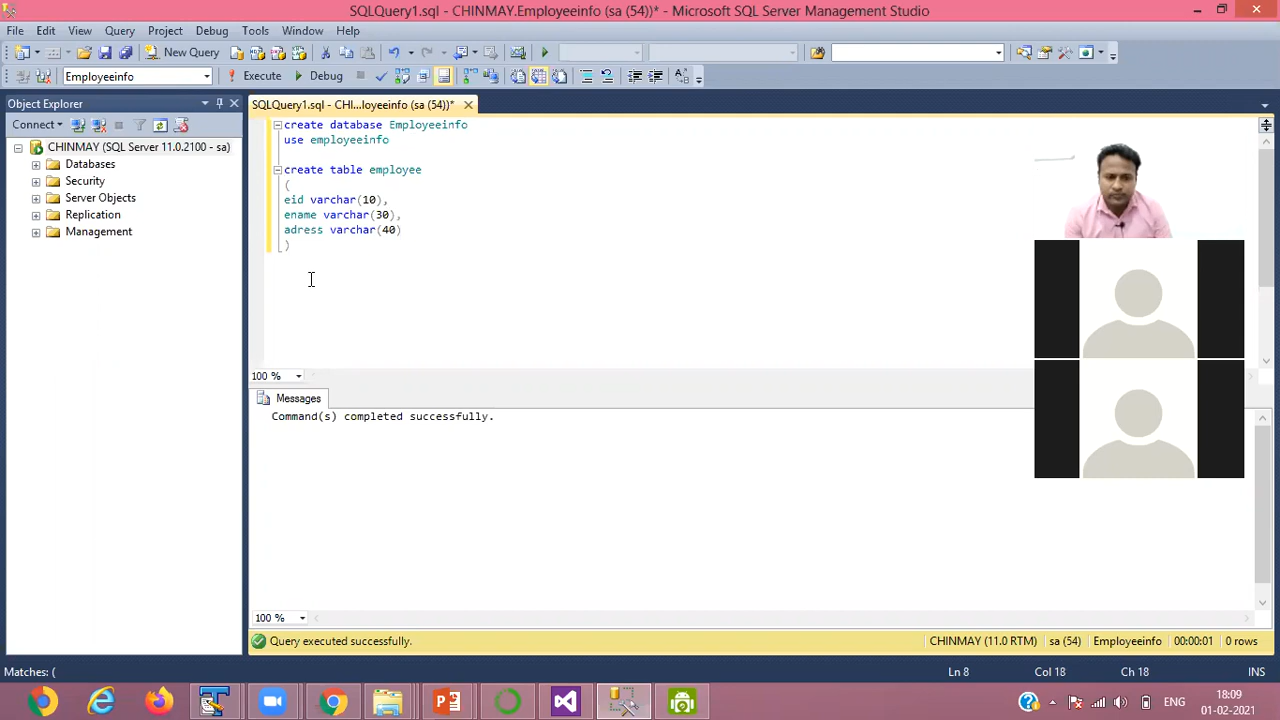 SQLQuery1.sql - CHINMAY.Employeeinfo (sa (54))* - Microsoft SQL Server Management Studio
File Edit View Query Project Debug Tools Window Help
New Query
Employeeinfo Execute Debug
Object Explorer
SQLQuery1.sql - CHI...loyeeinfo (sa (54))*
Connect
CHINMAY (SQL Server 11.0.2100 - sa)
Databases
Security
Server Objects
Replication
Management
create database Employeeinfo
use employeeinfo
create table employee
(
eid varchar(10),
ename varchar(30),
adress varchar(40)
)
100 %
Messages
Command(s) completed successfully.
100 %
Query executed successfully. CHINMAY (11.0 RTM) sa (54) Employeeinfo 00:00:01 0 rows
Matches: ( Ln 8 Col 18 Ch 18 INS
ENG 18:09
01-02-2021